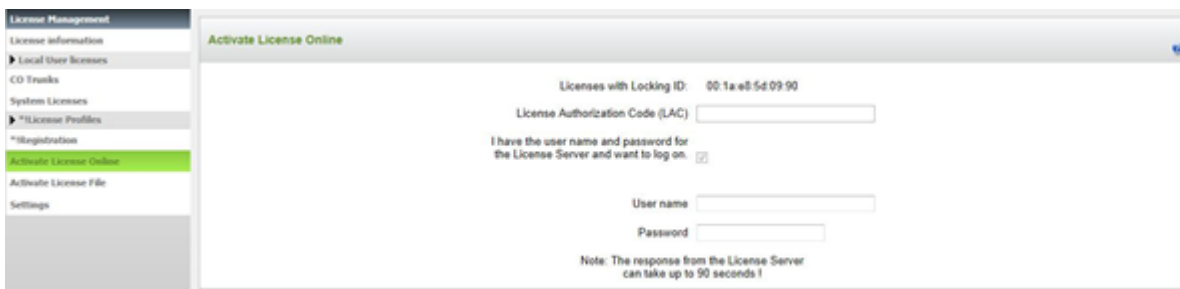 License Management
License information
Local User licenses
CO Trunks
System Licenses
*!License Profiles
*!Registration
Activate License Online
Activate License File
Settings
Activate License Online
Licenses with Locking ID: 00:1a:e8:5d:09:90
License Authorization Code (LAC)
I have the user name and password for
the License Server and want to log on.
User name
Password
Note: The response from the License Server
can take up to 90 seconds !